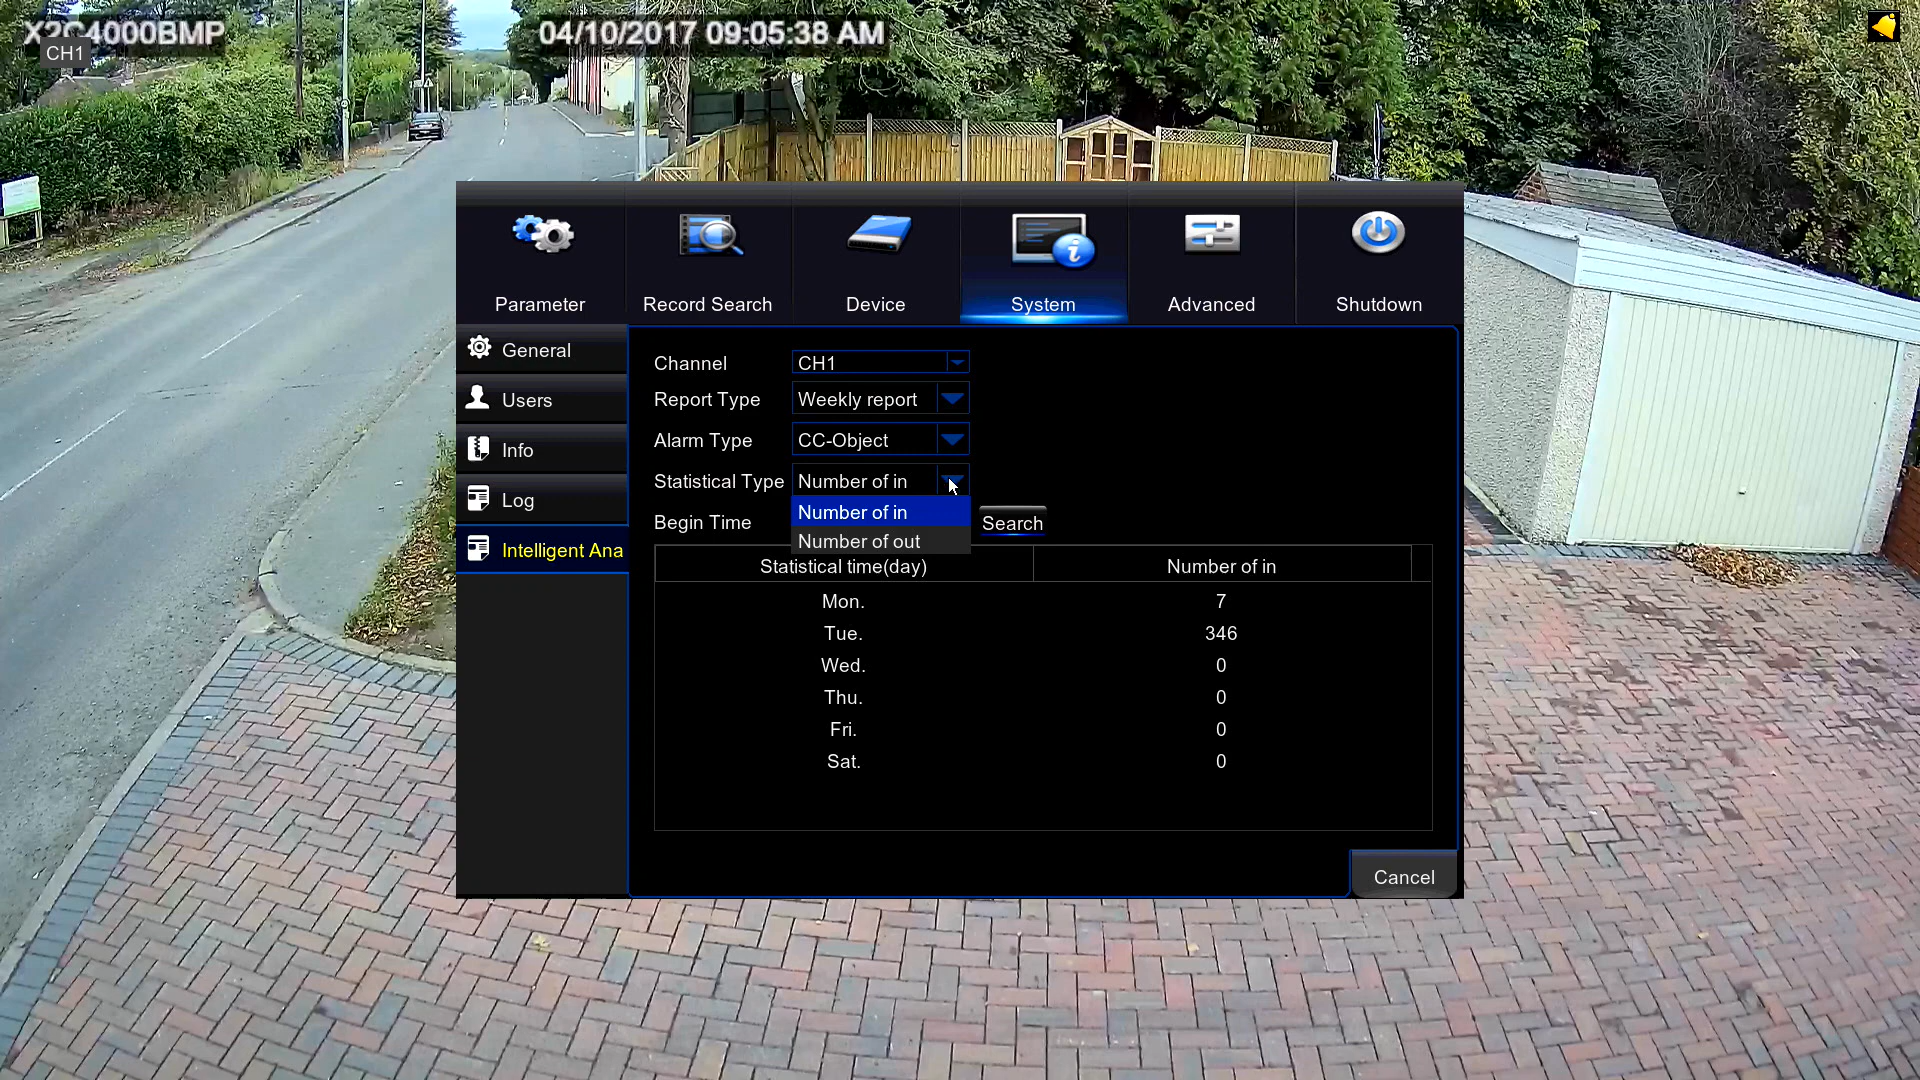 X2C4000BMP
04/10/2017 09:05:38 AM
CH1
Parameter
Record Search
Device
System
Advanced
Shutdown
General
Users
Info
Log
Intelligent Ana
Channel
CH1
Report Type
Weekly report
Alarm Type
CC-Object
Statistical Type
Number of in
Number of in
Number of out
Begin Time
Search
Statistical time(day) Number of in
Mon. 7
Tue. 346
Wed. 0
Thu. 0
Fri. 0
Sat. 0
Cancel